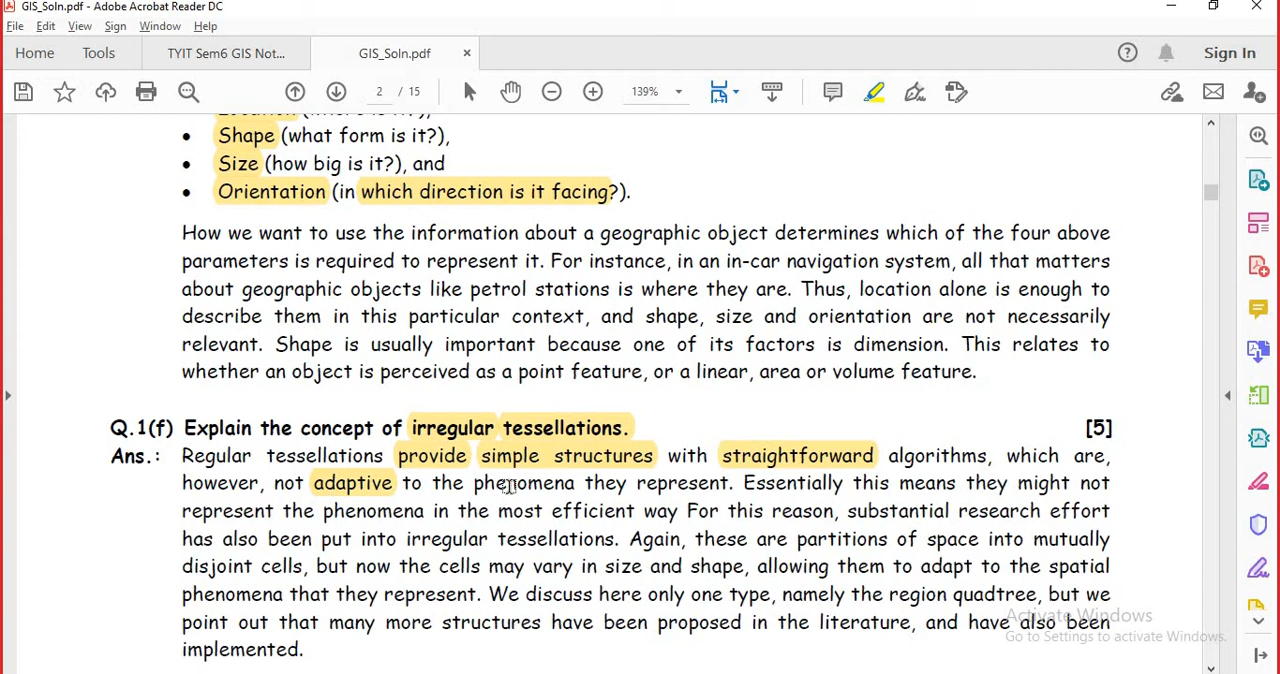 GIS_Soln.pdf - Adobe Acrobat Reader DC
File Edit View Sign Window Help
Home Tools TYIT Sem6 GIS Not... GIS_Soln.pdf × Sign In
2 / 15 139%
• Shape (what form is it?),
• Size (how big is it?), and
• Orientation (in which direction is it facing?).
How we want to use the information about a geographic object determines which of the four above
parameters is required to represent it. For instance, in an in-car navigation system, all that matters
about geographic objects like petrol stations is where they are. Thus, location alone is enough to
describe them in this particular context, and shape, size and orientation are not necessarily
relevant. Shape is usually important because one of its factors is dimension. This relates to
whether an object is perceived as a point feature, or a linear, area or volume feature.
Q.1(f) Explain the concept of irregular tessellations. [5]
Ans.: Regular tessellations provide simple structures with straightforward algorithms, which are,
however, not adaptive to the phenomena they represent. Essentially this means they might not
represent the phenomena in the most efficient way For this reason, substantial research effort
has also been put into irregular tessellations. Again, these are partitions of space into mutually
disjoint cells, but now the cells may vary in size and shape, allowing them to adapt to the spatial
phenomena that they represent. We discuss here only one type, namely the region quadtree, but we
point out that many more structures have been proposed in the literature, and have also been
implemented.
Activate Windows
Go to Settings to activate Windows.